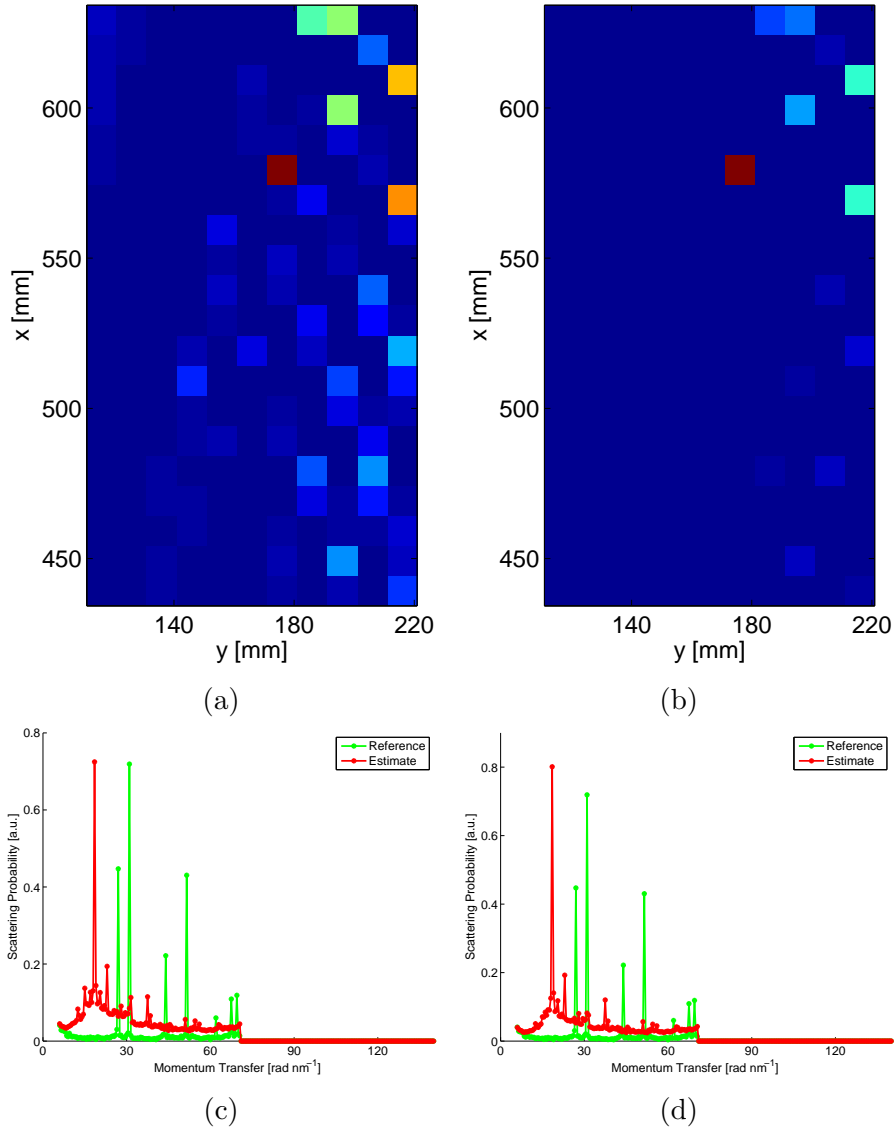 600
550
500
450
x [mm]
140
180
220
y [mm]
(a)
600
550
500
450
x [mm]
140
180
220
y [mm]
(b)
0.8
0.6
0.4
0.2
0
Scattering Probability [a.u.]
Reference
Estimate
0
30
60
90
120
Momentum Transfer [rad nm⁻¹]
(c)
0.8
0.6
0.4
0.2
0
Scattering Probability [a.u.]
Reference
Estimate
0
30
60
90
120
Momentum Transfer [rad nm⁻¹]
(d)